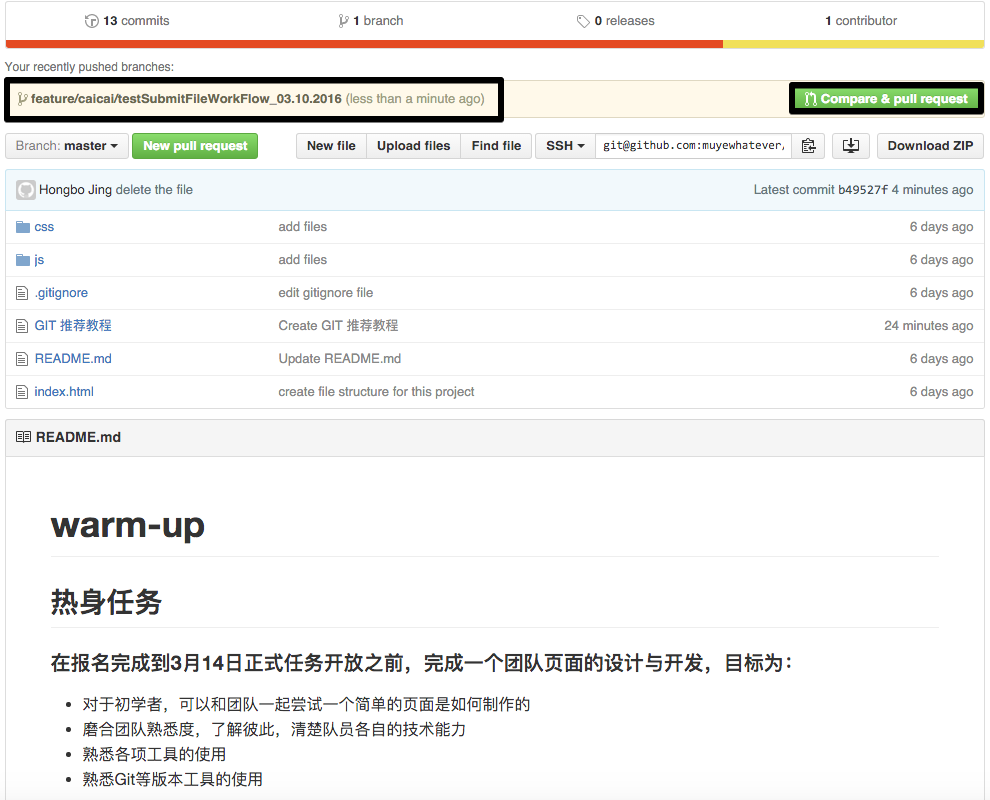 13 commits 1 branch 0 releases 1 contributor
Your recently pushed branches:
feature/caicai/testSubmitFileWorkFlow_03.10.2016 (less than a minute ago) Compare & pull request
Branch: master New pull request New file Upload files Find file SSH git@github.com:muyewhatever, Download ZIP
Hongbo Jing delete the file Latest commit b49527f 4 minutes ago
css add files 6 days ago
js add files 6 days ago
.gitignore edit gitignore file 6 days ago
GIT 推荐教程 Create GIT 推荐教程 24 minutes ago
README.md Update README.md 6 days ago
index.html create file structure for this project 6 days ago
README.md
warm-up
热身任务
在报名完成到3月14日正式任务开放之前，完成一个团队页面的设计与开发，目标为：
• 对于初学者，可以和团队一起尝试一个简单的页面是如何制作的
• 磨合团队熟悉度，了解彼此，清楚队员各自的技术能力
• 熟悉各项工具的使用
• 熟悉Git等版本工具的使用